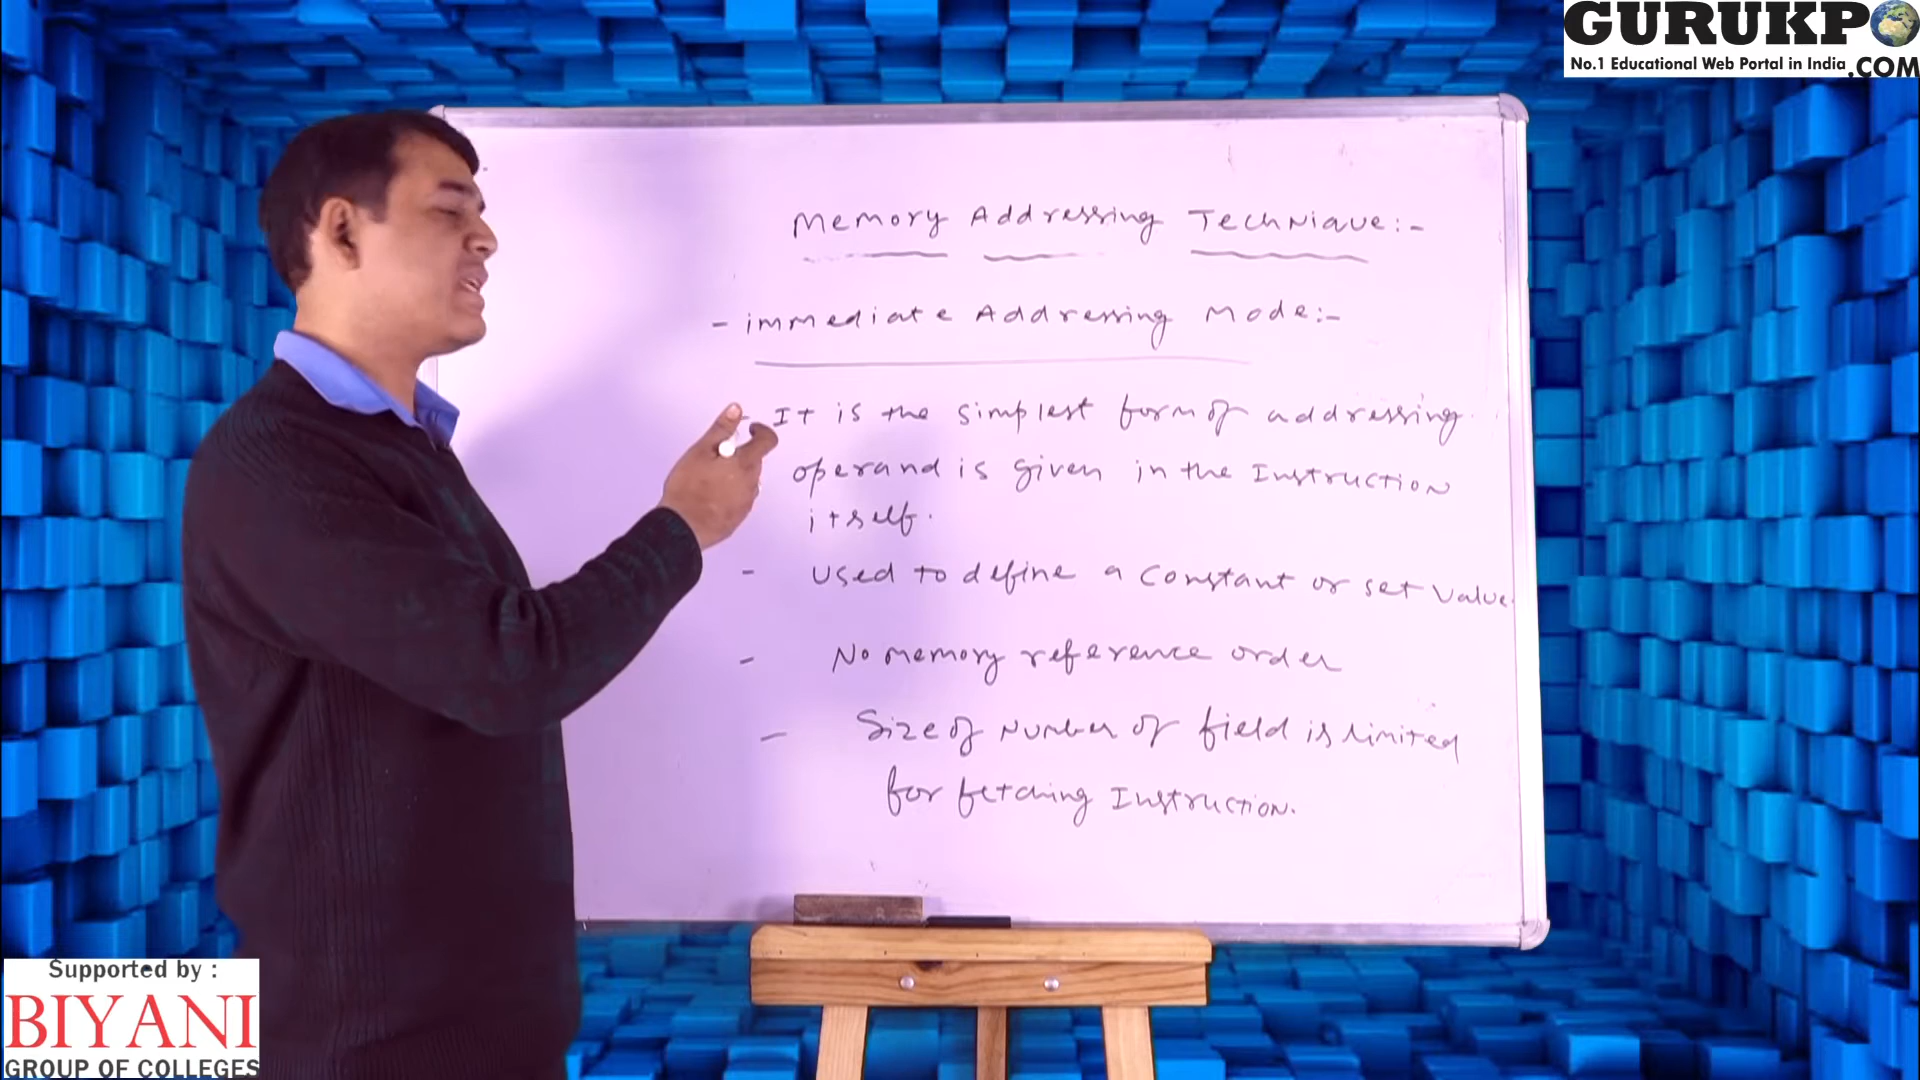 GURUKPO
No.1 Educational Web Portal in India .COM
Memory Addressing Technique:-
- immediate Addressing Mode:-
- It is the simplest form of addressing
operand is given in the Instruction
itself.
- used to define a constant or set value.
- No memory reference order
- Size of Number of field is limited
for fetching Instruction.
Supported by :
BIYANI
GROUP OF COLLEGES